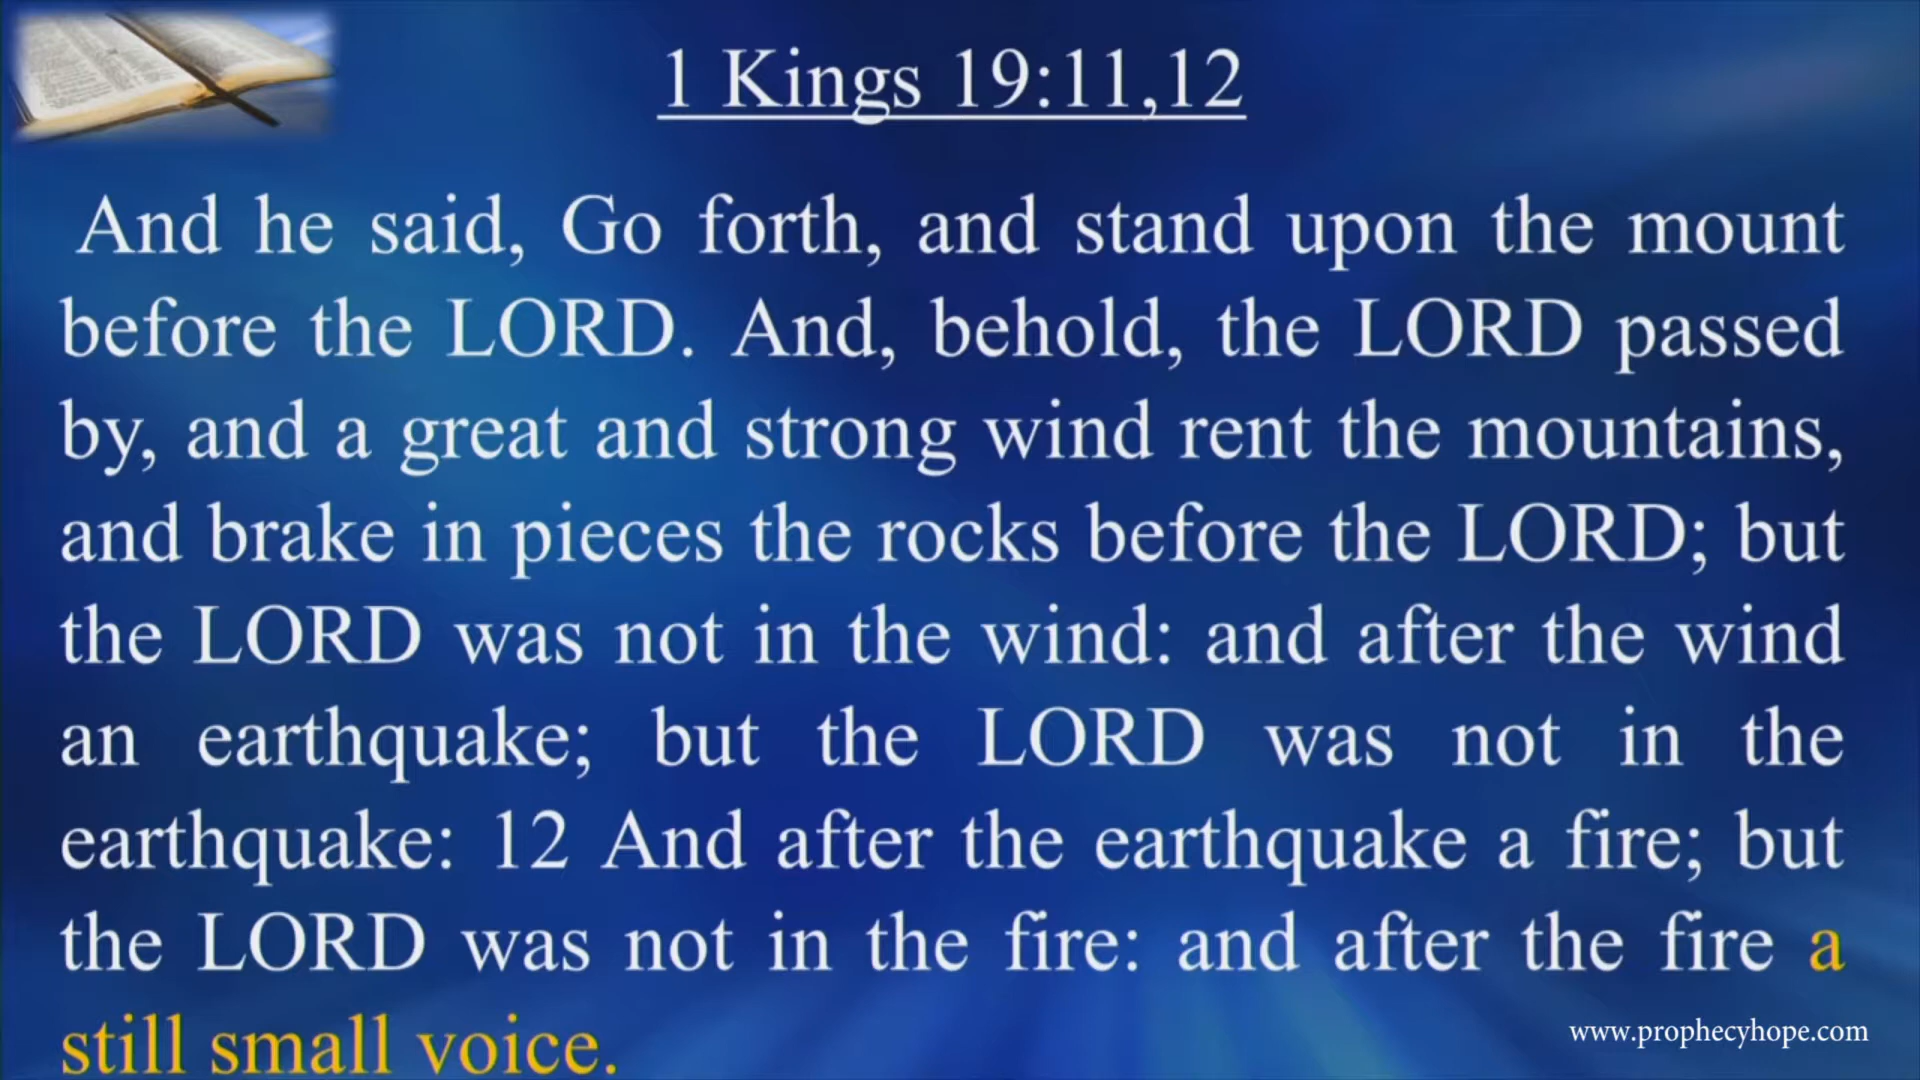 1 Kings 19:11,12
And he said, Go forth, and stand upon the mount
before the LORD. And, behold, the LORD passed
by, and a great and strong wind rent the mountains,
and brake in pieces the rocks before the LORD; but
the LORD was not in the wind: and after the wind
an earthquake; but the LORD was not in the
earthquake: 12 And after the earthquake a fire; but
the LORD was not in the fire: and after the fire a
still small voice.
www.prophecyhope.com